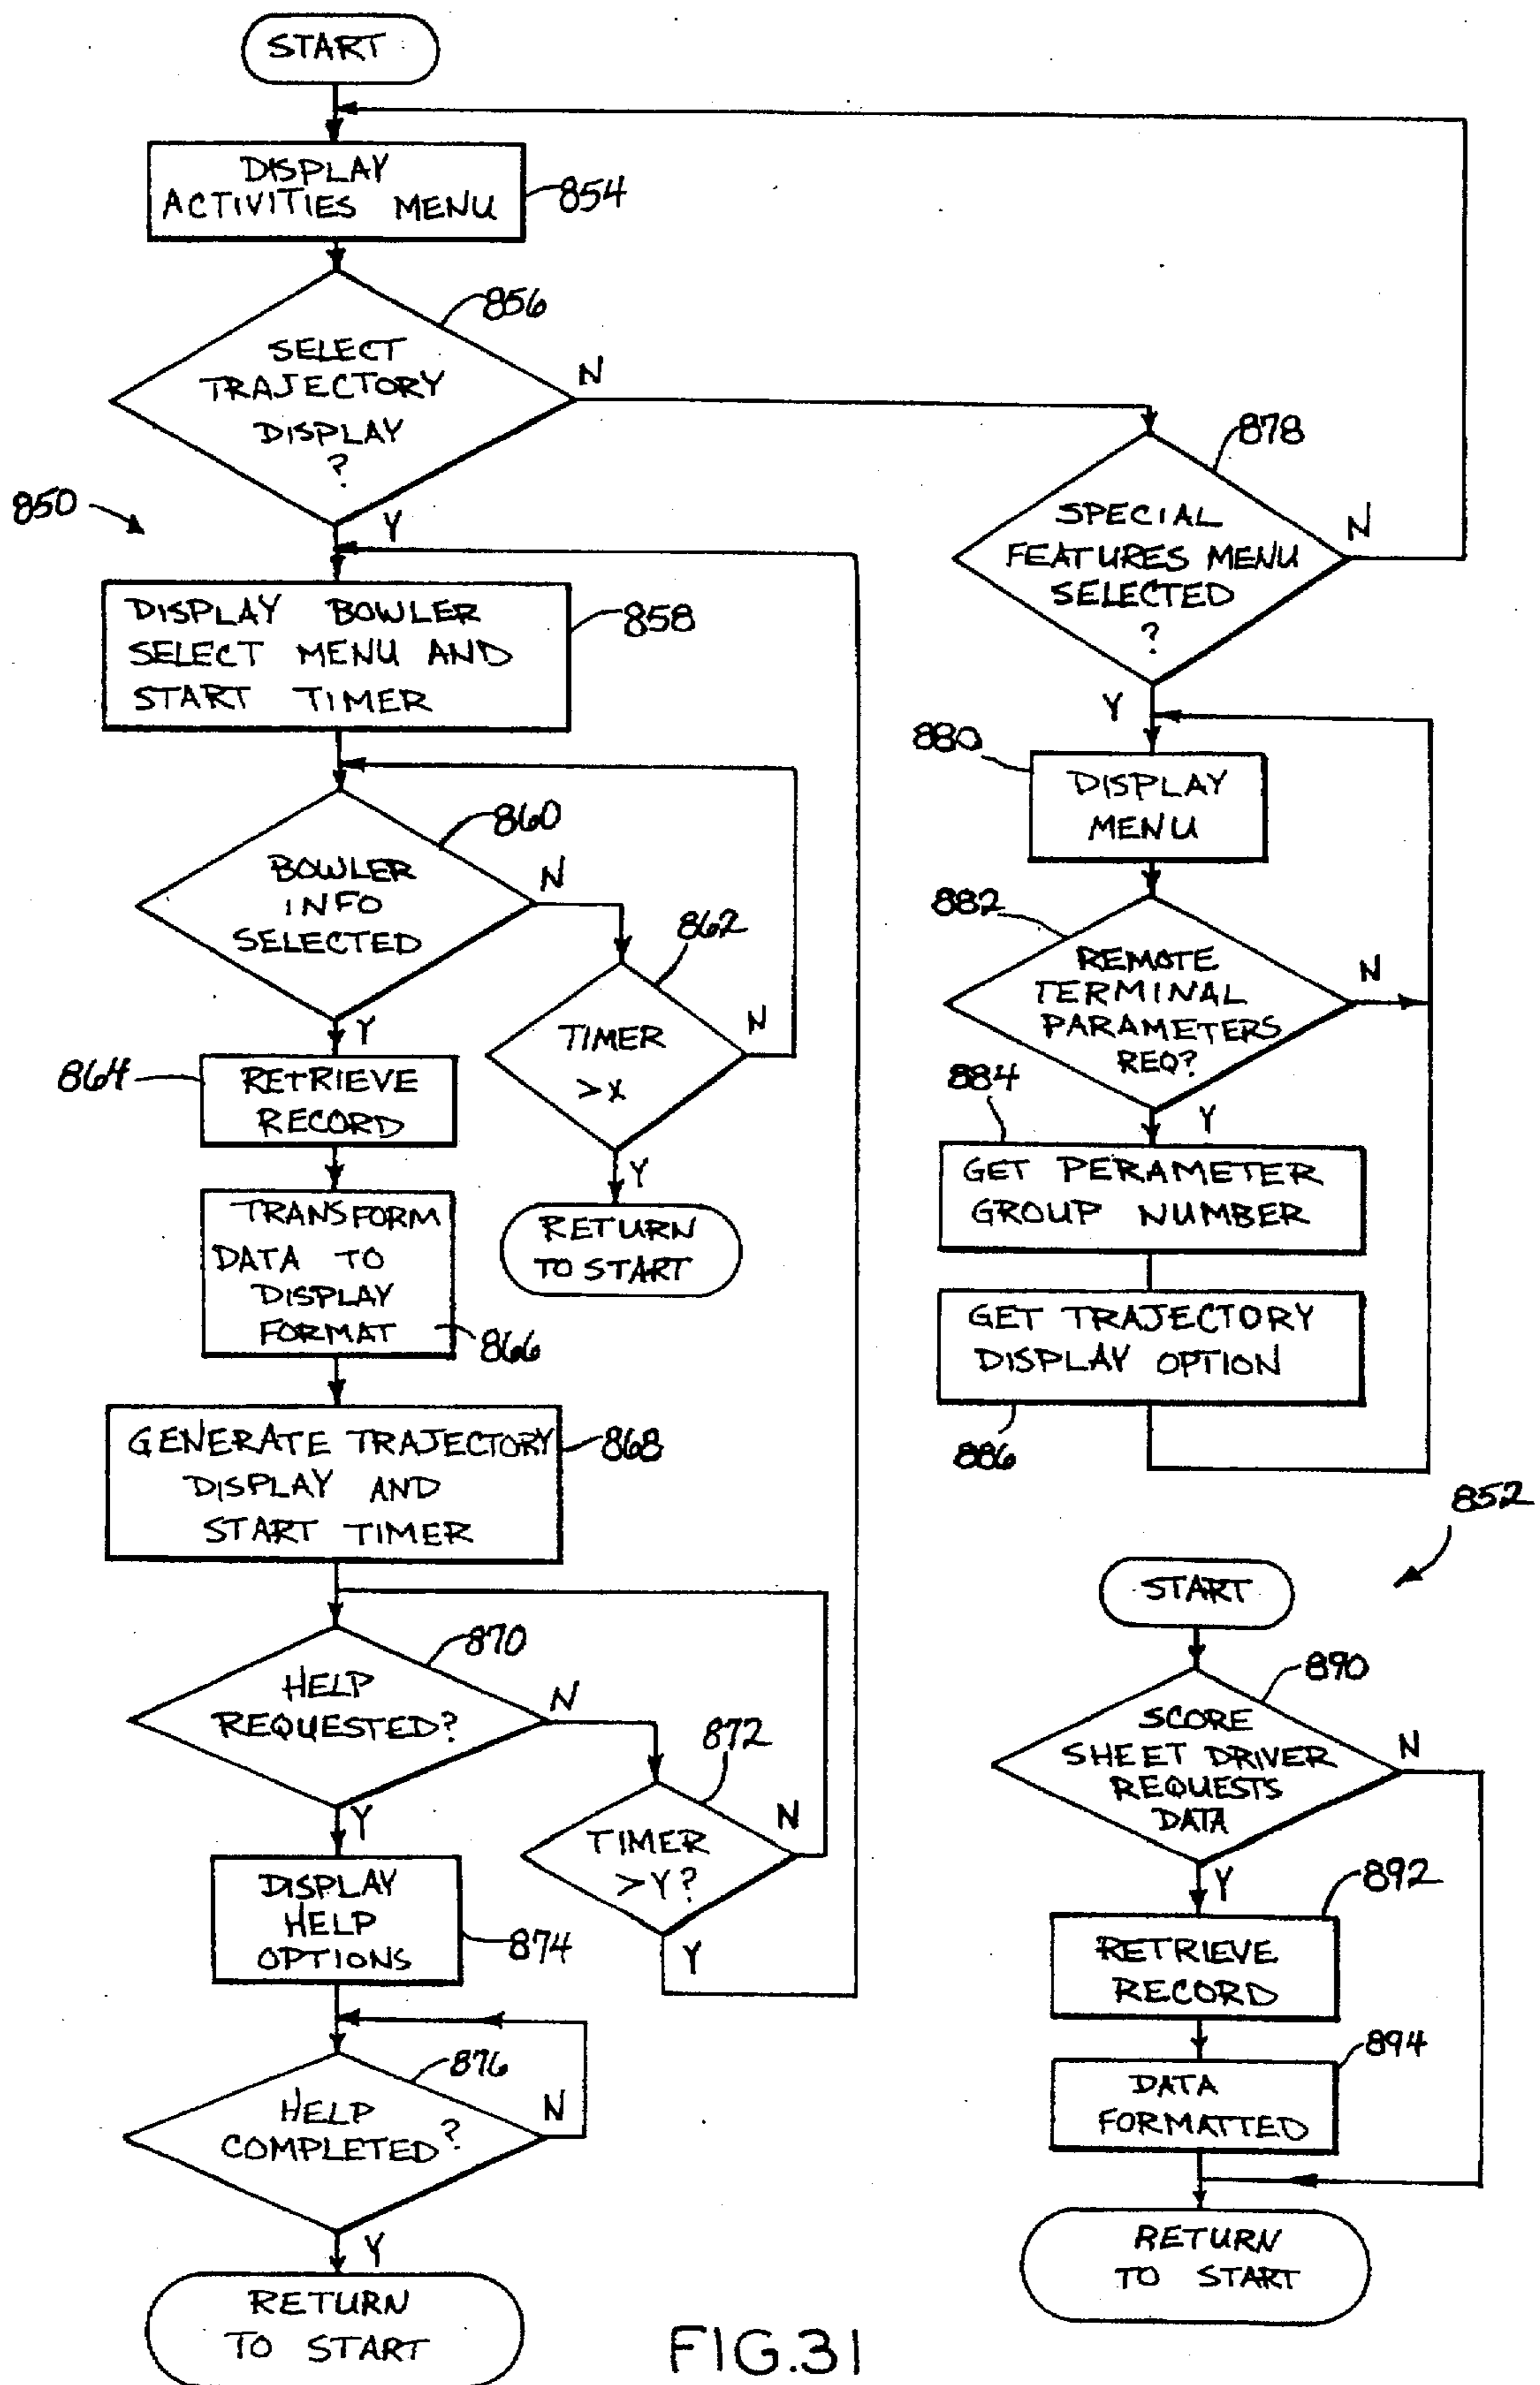 START
DISPLAY
ACTIVITIES MENU
854
856
SELECT
TRAJECTORY
DISPLAY
?
N
Y
850
DISPLAY BOWLER
SELECT MENU AND
START TIMER
858
860
BOWLER
INFO
SELECTED
N
Y
862
TIMER
>X
N
Y
RETURN
TO START
864
RETRIEVE
RECORD
TRANSFORM
DATA TO
DISPLAY
FORMAT
866
GENERATE TRAJECTORY
DISPLAY AND
START TIMER
868
870
HELP
REQUESTED?
N
Y
872
TIMER
>Y?
N
Y
DISPLAY
HELP
OPTIONS
874
876
HELP
COMPLETED?
N
Y
RETURN
TO START
878
SPECIAL
FEATURES MENU
SELECTED
?
N
Y
880
DISPLAY
MENU
882
REMOTE
TERMINAL
PARAMETERS
REQ?
N
Y
884
GET PERAMETER
GROUP NUMBER
GET TRAJECTORY
DISPLAY OPTION
886
852
START
890
SCORE
SHEET DRIVER
REQUESTS
DATA
N
Y
892
RETRIEVE
RECORD
894
DATA
FORMATTED
RETURN
TO START
FIG.31